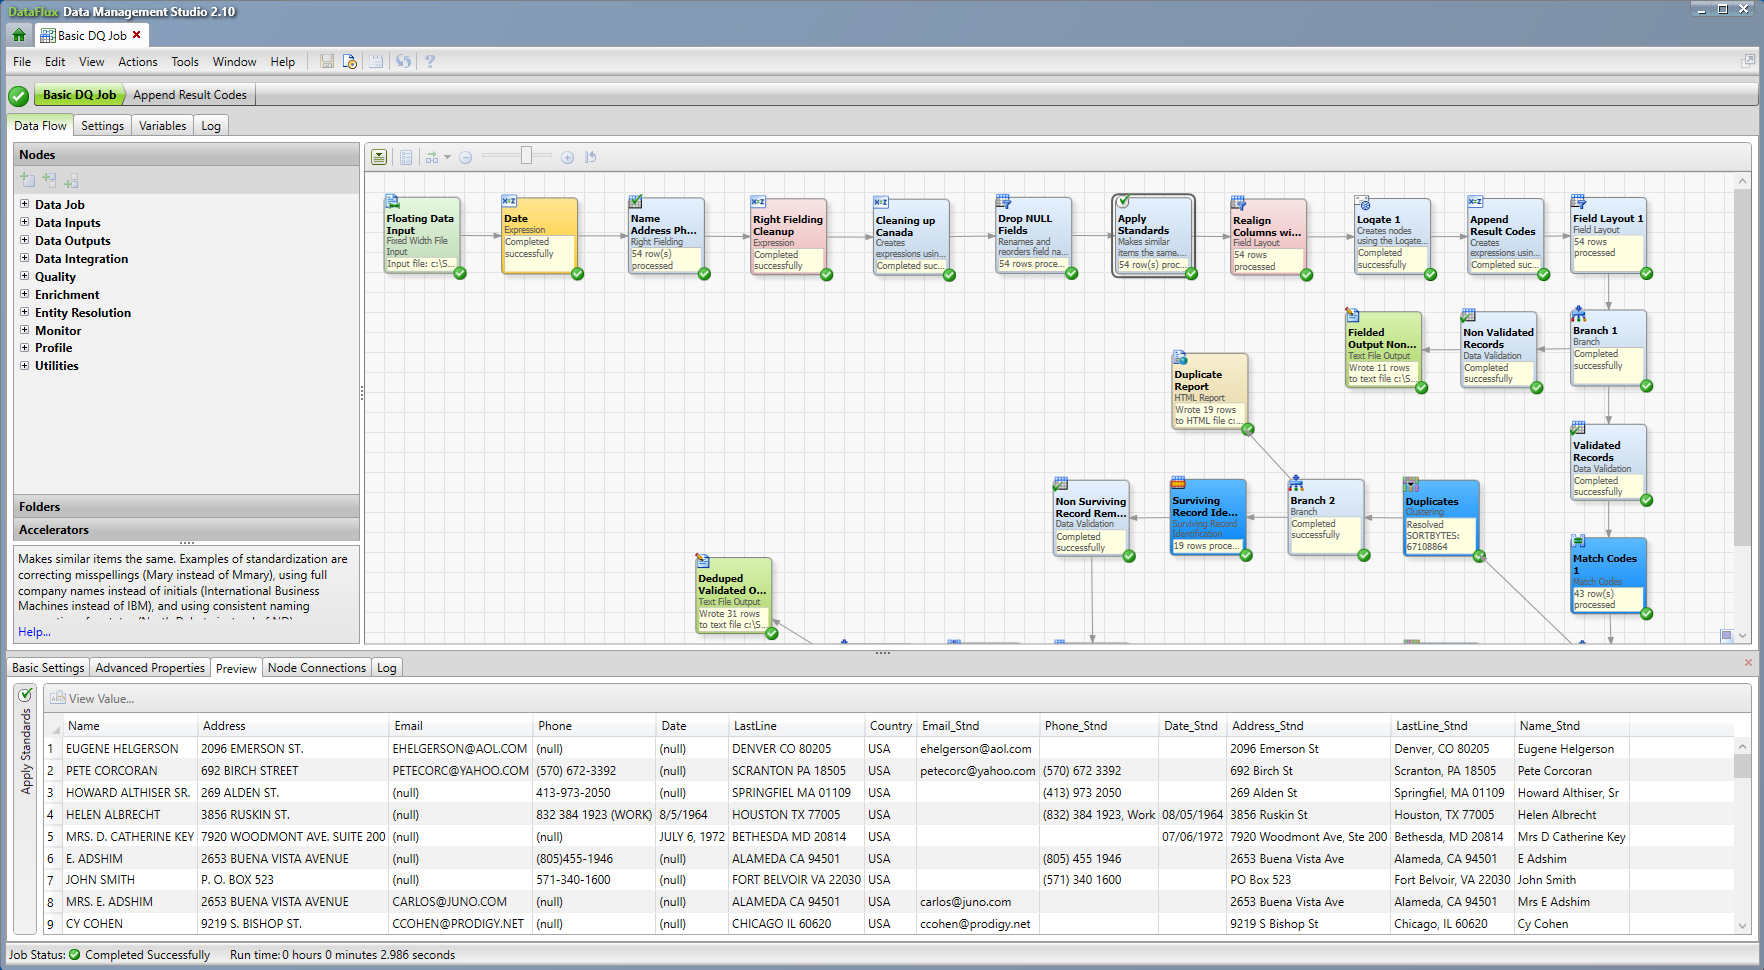 DataFlux Data Management Studio 2.10
Basic DQ Job
File Edit View Actions Tools Window Help
Basic DQ Job Append Result Codes
Data Flow Settings Variables Log
Nodes
Data Job
Data Inputs
Data Outputs
Data Integration
Quality
Enrichment
Entity Resolution
Monitor
Profile
Utilities
Folders
Accelerators
Makes similar items the same. Examples of standardization are
correcting misspellings (Mary instead of Mmary), using full
company names instead of initials (International Business
Machines instead of IBM), and using consistent naming
Help...
Floating Data
Input
Fixed Width File
Input
Input file: c:\S...
Date
Expression
Completed
successfully
Name
Address Ph...
Right Fielding
54 row(s)
processed
Right Fielding
Cleanup
Expression
Completed
successfully
Cleaning up
Canada
Creates
expressions usin...
Completed suc...
Drop NULL
Fields
Renames and
reorders field na...
54 rows proce...
Apply
Standards
Makes similar
items the same....
54 row(s) proc...
Realign
Columns wi...
Field Layout
54 rows
processed
Loqate 1
Creates nodes
using the Loqate...
Completed
successfully
Append
Result Codes
Creates
expressions usin...
Completed suc...
Field Layout 1
Field Layout
54 rows
processed
Fielded
Output Non...
Text File Output
Wrote 11 rows
to text file c:\S...
Non Validated
Records
Data Validation
Completed
successfully
Branch 1
Branch
Completed
successfully
Duplicate
Report
HTML Report
Wrote 19 rows
to HTML file c:...
Validated
Records
Data Validation
Completed
successfully
Non Surviving
Record Rem...
Data Validation
Completed
successfully
Surviving
Record Ide...
Surviving Record
Identification
19 rows proce...
Branch 2
Branch
Completed
successfully
Duplicates
Clustering
Resolved
SORTBYTES:
67108864
Match Codes
1
Match Codes
43 row(s)
processed
Deduped
Validated O...
Text File Output
Wrote 31 rows
to text file c:\S...
Basic Settings Advanced Properties Preview Node Connections Log
Apply Standards
View Value...
Name Address Email Phone Date LastLine Country Email_Stnd Phone_Stnd Date_Stnd Address_Stnd LastLine_Stnd Name_Stnd
1 EUGENE HELGERSON 2096 EMERSON ST. EHELGERSON@AOL.COM (null) (null) DENVER CO 80205 USA ehelgerson@aol.com 2096 Emerson St Denver, CO 80205 Eugene Helgerson
2 PETE CORCORAN 692 BIRCH STREET PETECORC@YAHOO.COM (570) 672-3392 (null) SCRANTON PA 18505 USA petecorc@yahoo.com (570) 672 3392 692 Birch St Scranton, PA 18505 Pete Corcoran
3 HOWARD ALTHISER SR. 269 ALDEN ST. (null) 413-973-2050 (null) SPRINGFIEL MA 01109 USA (413) 973 2050 269 Alden St Springfiel, MA 01109 Howard Althiser, Sr
4 HELEN ALBRECHT 3856 RUSKIN ST. (null) 832 384 1923 (WORK) 8/5/1964 HOUSTON TX 77005 USA (832) 384 1923, Work 08/05/1964 3856 Ruskin St Houston, TX 77005 Helen Albrecht
5 MRS. D. CATHERINE KEY 7920 WOODMONT AVE. SUITE 200 (null) (null) JULY 6, 1972 BETHESDA MD 20814 USA 07/06/1972 7920 Woodmont Ave, Ste 200 Bethesda, MD 20814 Mrs D Catherine Key
6 E. ADSHIM 2653 BUENA VISTA AVENUE (null) (805)455-1946 (null) ALAMEDA CA 94501 USA (805) 455 1946 2653 Buena Vista Ave Alameda, CA 94501 E Adshim
7 JOHN SMITH P. O. BOX 523 (null) 571-340-1600 (null) FORT BELVOIR VA 22030 USA (571) 340 1600 PO Box 523 Fort Belvoir, VA 22030 John Smith
8 MRS. E. ADSHIM 2653 BUENA VISTA AVENUE CARLOS@JUNO.COM (null) (null) ALAMEDA CA 94501 USA carlos@juno.com 2653 Buena Vista Ave Alameda, CA 94501 Mrs E Adshim
9 CY COHEN 9219 S. BISHOP ST. CCOHEN@PRODIGY.NET (null) (null) CHICAGO IL 60620 USA ccohen@prodigy.net 9219 S Bishop St Chicago, IL 60620 Cy Cohen
Job Status: Completed Successfully Run time: 0 hours 0 minutes 2.986 seconds